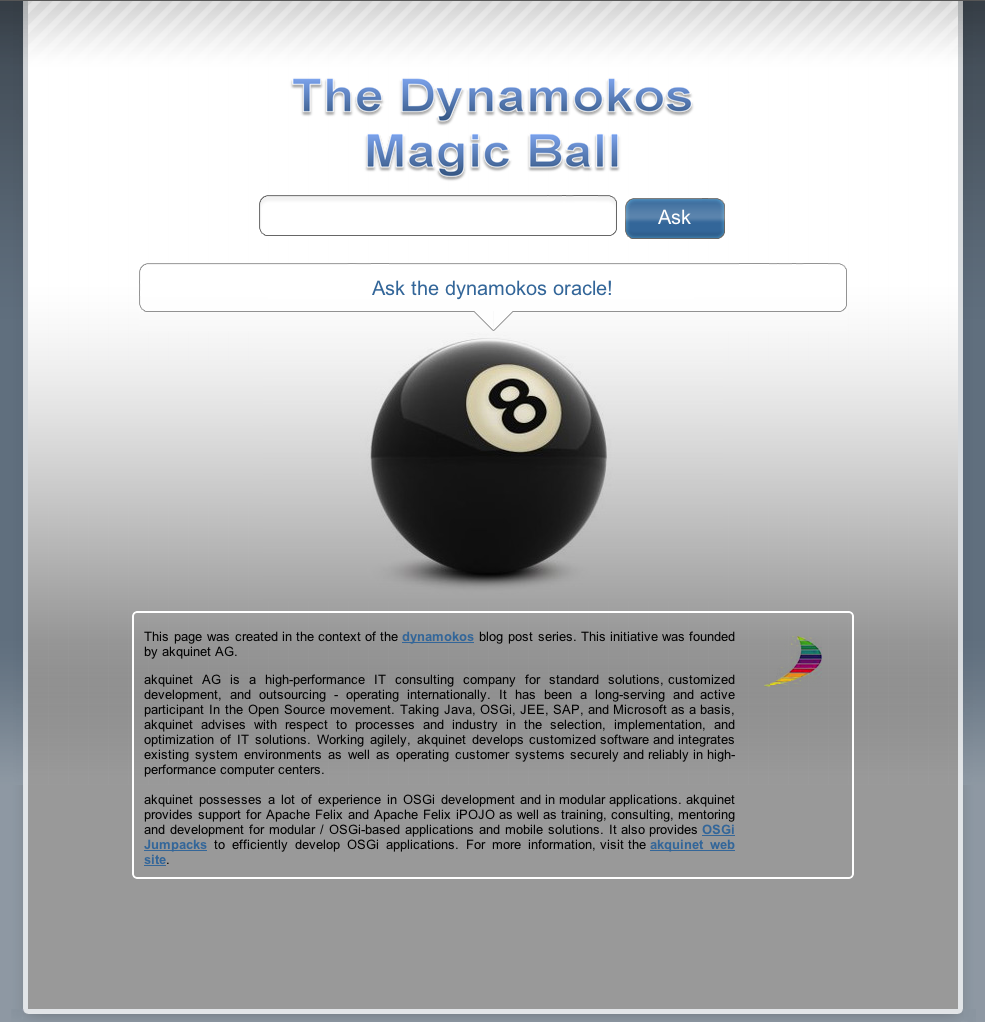 The Dynamokos
Magic Ball
Ask
Ask the dynamokos oracle!
8
This page was created in the context of the dynamokos blog post series. This initiative was founded
by akquinet AG.
akquinet AG is a high-performance IT consulting company for standard solutions, customized
development, and outsourcing - operating internationally. It has been a long-serving and active
participant In the Open Source movement. Taking Java, OSGi, JEE, SAP, and Microsoft as a basis,
akquinet advises with respect to processes and industry in the selection, implementation, and
optimization of IT solutions. Working agilely, akquinet develops customized software and integrates
existing system environments as well as operating customer systems securely and reliably in high-
performance computer centers.
akquinet possesses a lot of experience in OSGi development and in modular applications. akquinet
provides support for Apache Felix and Apache Felix iPOJO as well as training, consulting, mentoring
and development for modular / OSGi-based applications and mobile solutions. It also provides OSGi
Jumpacks to efficiently develop OSGi applications. For more information, visit the akquinet web
site.